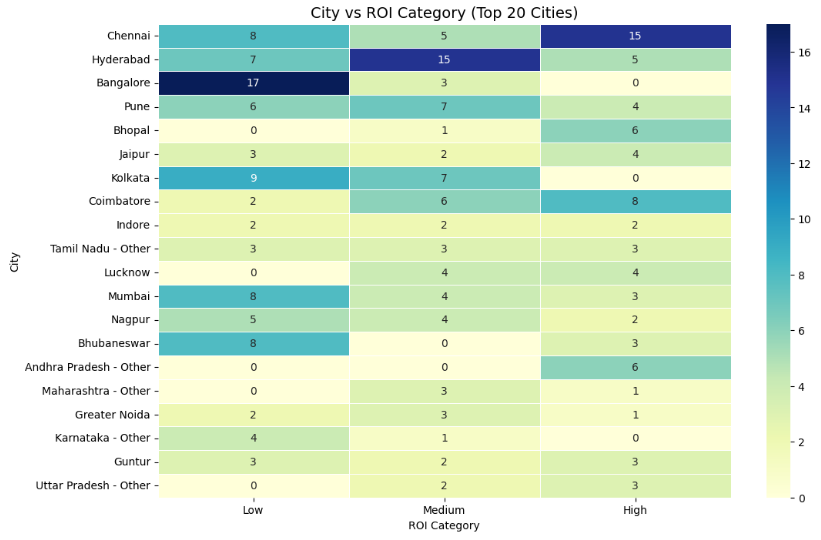 City vs ROI Category (Top 20 Cities)
Chennai 8 5 15
Hyderabad 7 15 5
Bangalore 17 3 0
Pune 6 7 4
Bhopal 0 1 6
Jaipur 3 2 4
Kolkata 9 7 0
Coimbatore 2 6 8
Indore 2 2 2
Tamil Nadu - Other 3 3 3
Lucknow 0 4 4
Mumbai 8 4 3
Nagpur 5 4 2
Bhubaneswar 8 0 3
Andhra Pradesh - Other 0 0 6
Maharashtra - Other 0 3 1
Greater Noida 2 3 1
Karnataka - Other 4 1 0
Guntur 3 2 3
Uttar Pradesh - Other 0 2 3
Low Medium High
ROI Category
City
16
14
12
10
8
6
4
2
0